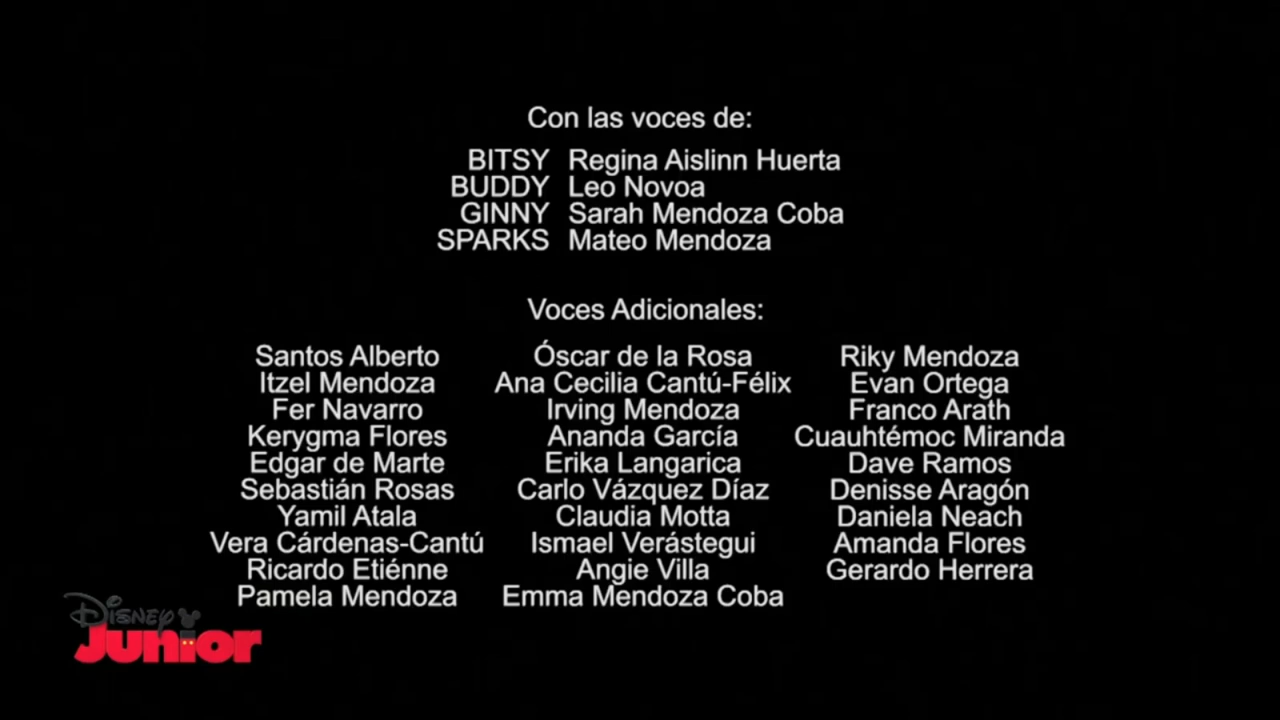 Con las voces de:
BITSY Regina Aislinn Huerta
BUDDY Leo Novoa
GINNY Sarah Mendoza Coba
SPARKS Mateo Mendoza
Voces Adicionales:
Santos Alberto
Itzel Mendoza
Fer Navarro
Kerygma Flores
Edgar de Marte
Sebastián Rosas
Yamil Atala
Vera Cárdenas-Cantú
Ricardo Etiénne
Pamela Mendoza
Óscar de la Rosa
Ana Cecilia Cantú-Félix
Irving Mendoza
Ananda García
Erika Langarica
Carlo Vázquez Díaz
Claudia Motta
Ismael Verástegui
Angie Villa
Emma Mendoza Coba
Riky Mendoza
Evan Ortega
Franco Arath
Cuauhtémoc Miranda
Dave Ramos
Denisse Aragón
Daniela Neach
Amanda Flores
Gerardo Herrera
Disney
Junior